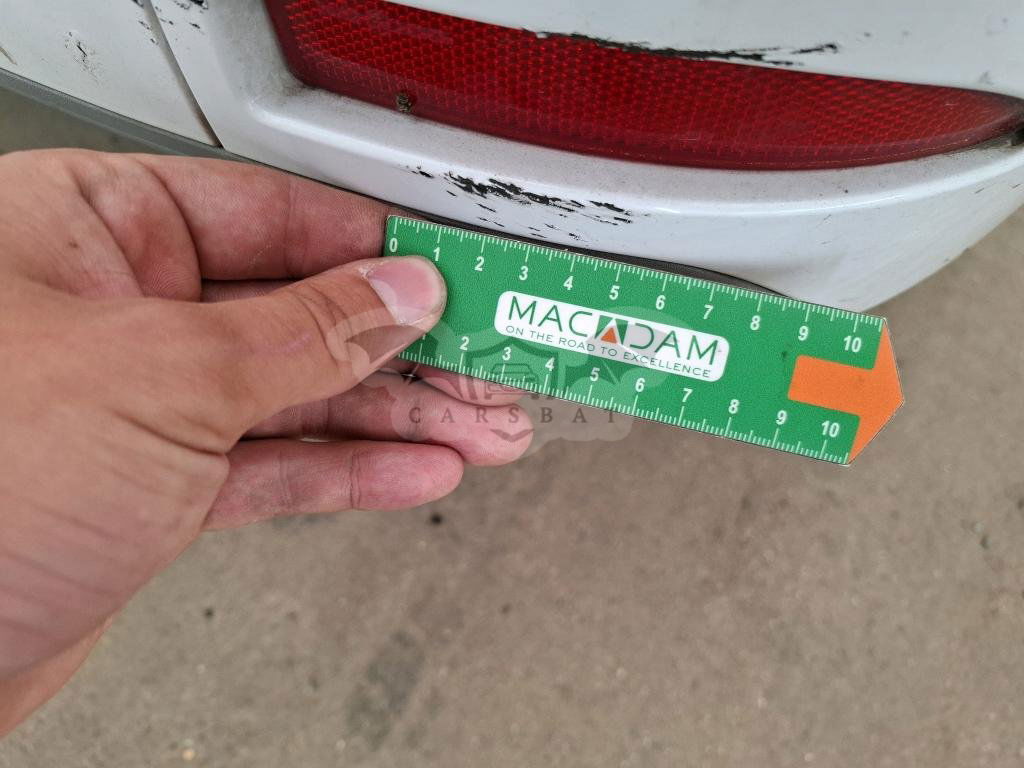 0 1 2 3 4 5 6 7 8 9 10
MACADAM
ON THE ROAD TO EXCELLENCE
2 3 4 5 6 7 8 9 10
CARSBAT